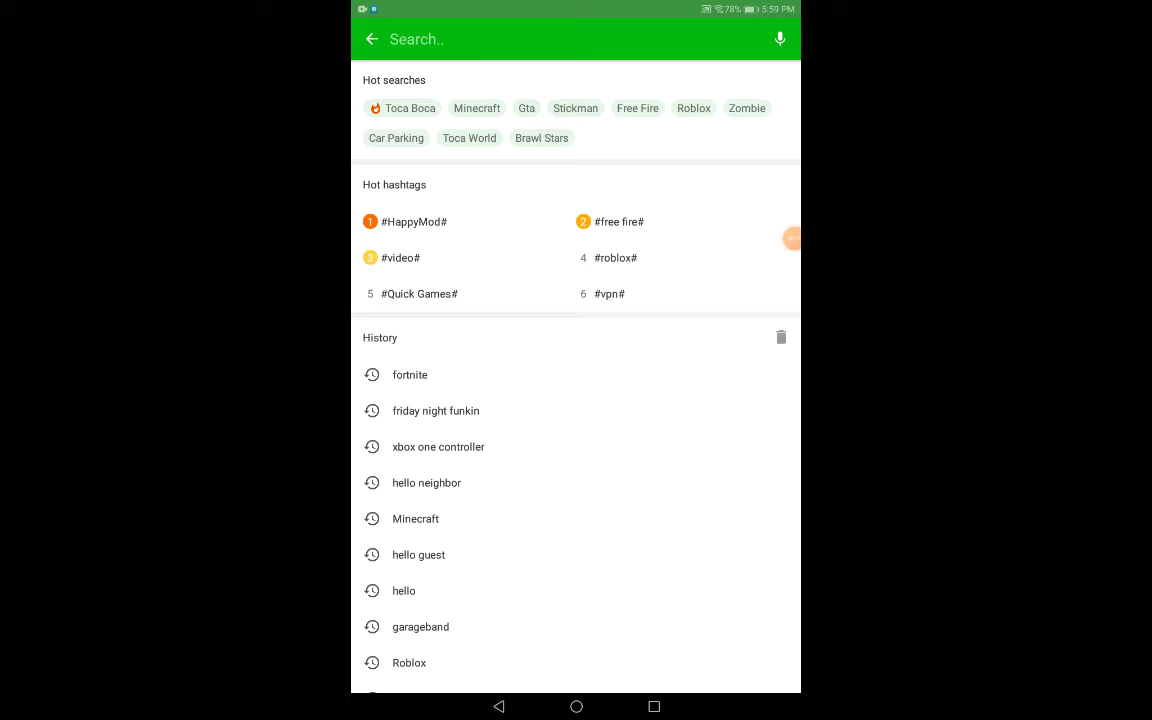 78% 5:59 PM
Search..
Hot searches
Toca Boca Minecraft Gta Stickman Free Fire Roblox Zombie
Car Parking Toca World Brawl Stars
Hot hashtags
1 #HappyMod# 2 #free fire#
3 #video# 4 #roblox#
5 #Quick Games# 6 #vpn#
History
fortnite
friday night funkin
xbox one controller
hello neighbor
Minecraft
hello guest
hello
garageband
Roblox